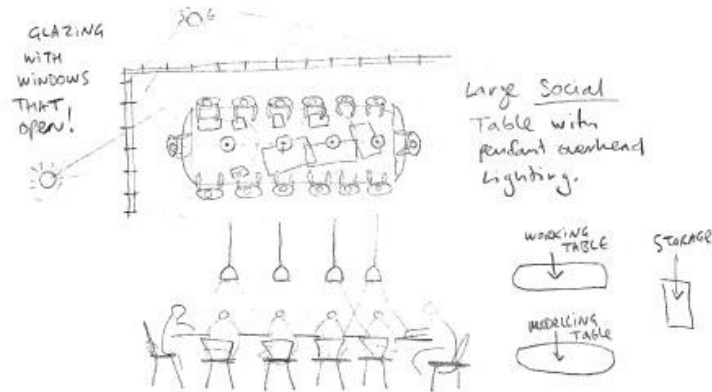 GLAZING
WITH
WINDOWS
THAT
OPEN!
Large Social
Table with
pendant overhead
Lighting.
WORKING
TABLE
STORAGE
MODELLING
TABLE